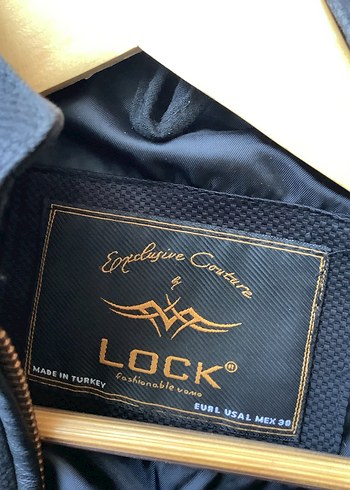 Exclusive Couture
by
LOCK®
fashionable uomo
MADE IN TURKEY
EUR L USA L MEX 38